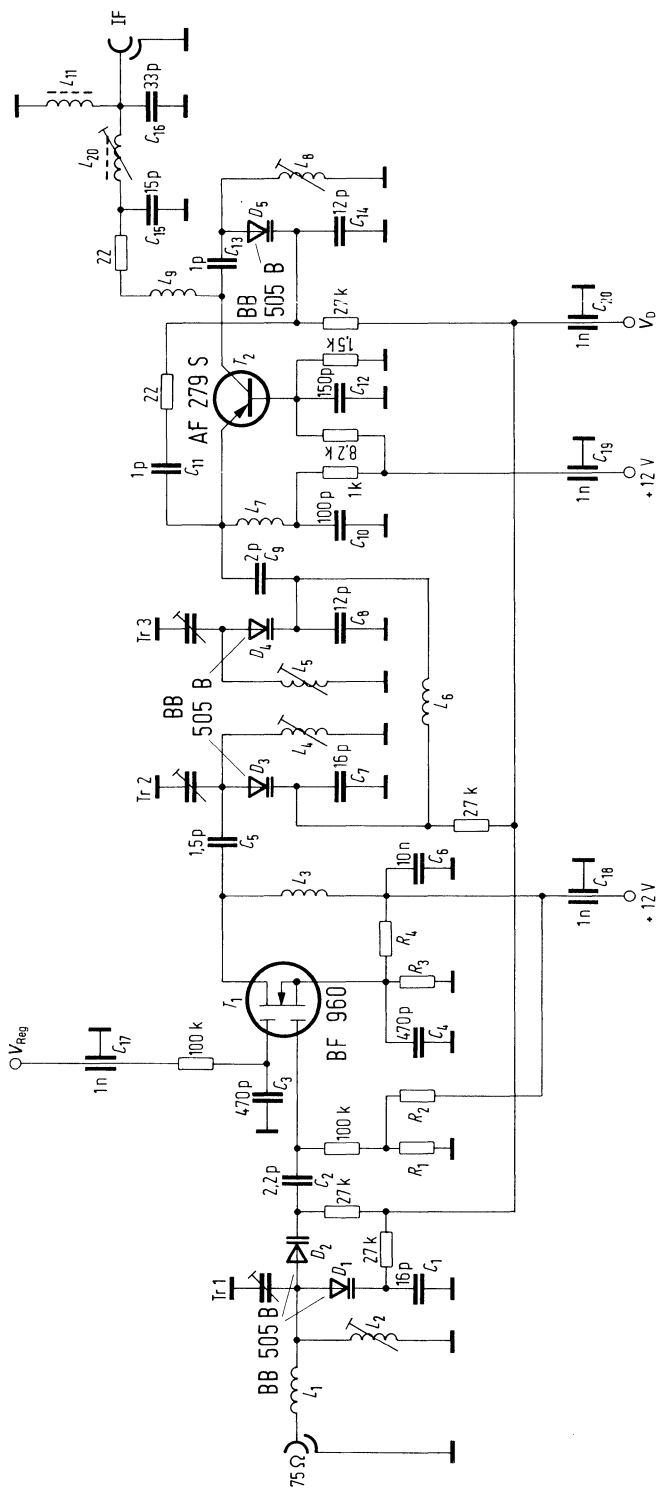 75 Ω
L1
L2
Tr 1
BB 505 B
D1
D2
16p
C1
27k
27k
2,2p
C2
100 k
R1
R2
470p
C3
VReg
1n
C17
100 k
T1
BF 960
470p
C4
R3
R4
L3
10n
C6
1n
C18
+ 12 V
1,5p
C5
Tr 2
D3
BB 505 B
L4
16p
C7
27 k
L5
Tr 3
D4
12p
C8
L6
2p
C9
L7
100p
C10
1k
8.2k
150p
C12
1,5k
1p
C11
22
AF 279 S
T2
27k
1n
C19
+ 12 V
1n
C20
VD
1p
C13
BB 505 B
D5
12p
C14
L8
L9
22
15p
C15
L20
L11
33p
C16
IF